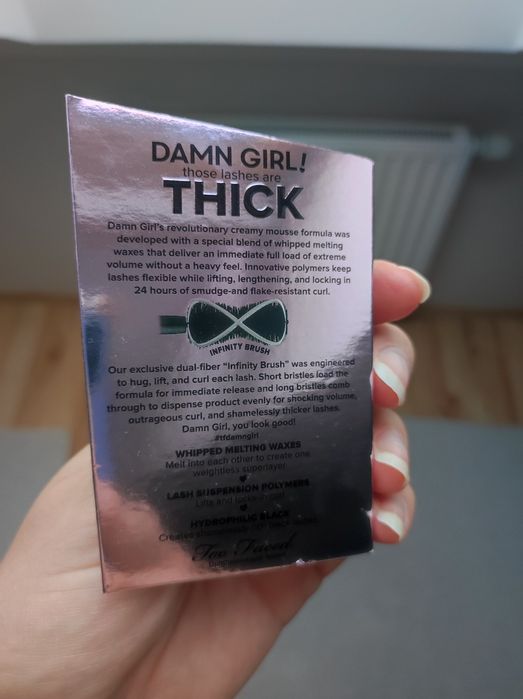 DAMN GIRL!
those lashes are
THICK
Damn Girl's revolutionary creamy mousse formula was
developed with a special blend of whipped melting
waxes that deliver an immediate full load of extreme
volume without a heavy feel. Innovative polymers keep
lashes flexible while lifting, lengthening, and locking in
24 hours of smudge-and flake-resistant curl.
INFINITY BRUSH
Our exclusive dual-fiber "Infinity Brush" was engineered
to hug, lift, and curl each lash. Short bristles load the
formula for immediate release and long bristles comb
through to dispense product evenly for shocking volume,
outrageous curl, and shamelessly thicker lashes.
Damn Girl, you look good!
#tfdamngirl
WHIPPED MELTING WAXES
Melt into each other to create one
weightless superlayer
LASH SUSPENSION POLYMERS
Lifts and locks-in curl
HYDROPHILIC BLACK
Creates
Too Faced